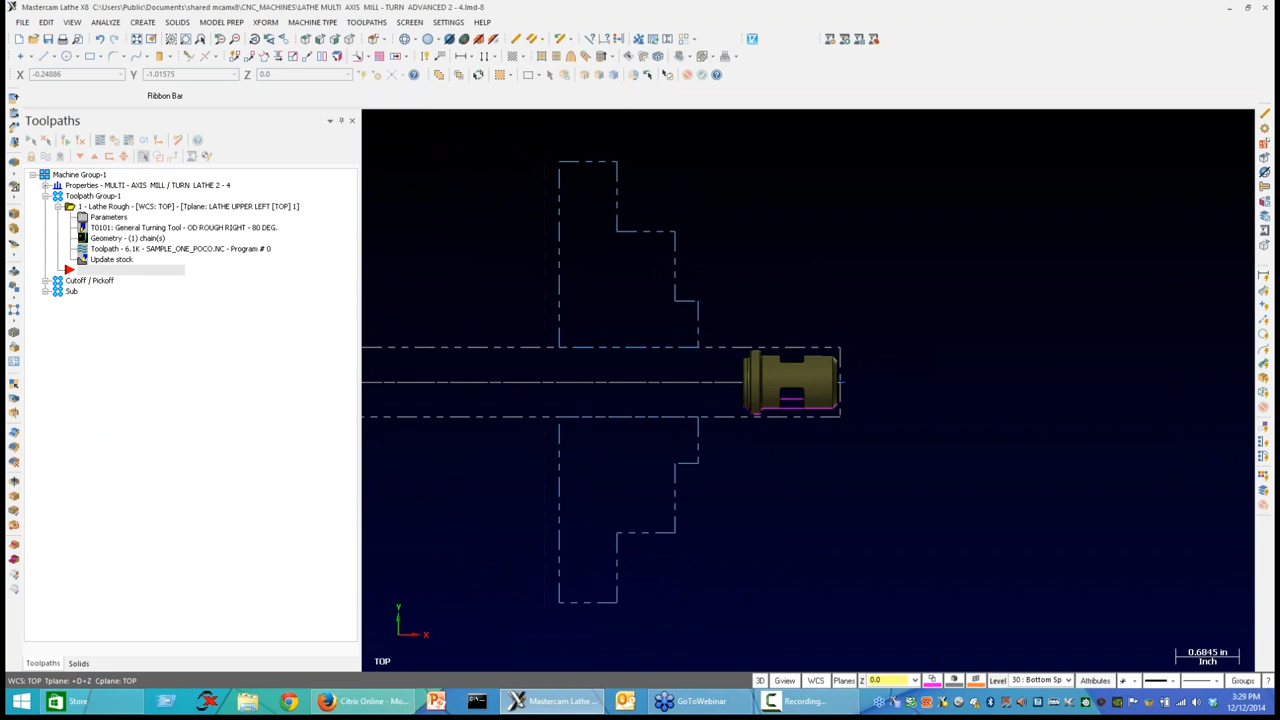 Mastercam Lathe X8 C:\Users\Public\Documents\shared mcamx8\CNC_MACHINES\LATHE MULTI AXIS MILL - TURN ADVANCED 2 - 4.lmd-8
FILE EDIT VIEW ANALYZE CREATE SOLIDS MODEL PREP XFORM MACHINE TYPE TOOLPATHS SCREEN SETTINGS HELP
X -0.24886 Y -1.01575 Z 0.0
Ribbon Bar
Toolpaths
G1
Machine Group-1
Properties - MULTI - AXIS MILL / TURN LATHE 2 - 4
Toolpath Group-1
1 - Lathe Rough - [WCS: TOP] - [Tplane: LATHE UPPER LEFT [TOP] 1]
Parameters
T0101: General Turning Tool - OD ROUGH RIGHT - 80 DEG.
Geometry - (1) chain(s)
Toolpath - 6.1K - SAMPLE_ONE_POCO.NC - Program # 0
Update stock
Cutoff / Pickoff
Sub
Y
X
TOP
0.6845 in
Inch
Toolpaths Solids
WCS: TOP Tplane: +D+Z Cplane: TOP 3D Gview WCS Planes Z 0.0 Level 30 : Bottom Sp Attributes Groups ?
Store Citrix Online - Mo... Mastercam Lathe ... GoToWebinar Recording...
3:29 PM
12/12/2014